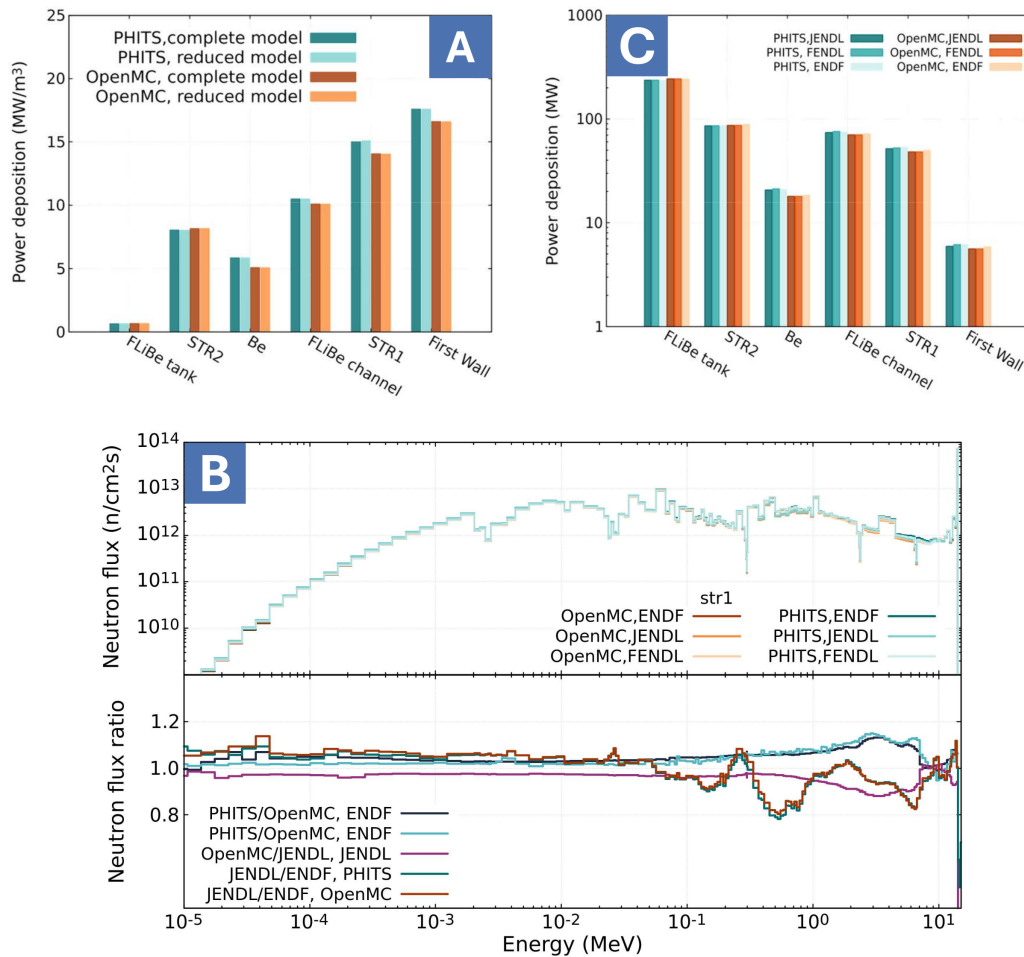 A
Power deposition (MW/m³)
25
20
15
10
5
0
PHITS,complete model
PHITS, reduced model
OpenMC, complete model
OpenMC, reduced model
FLiBe tank
STR2
Be
FLiBe channel
STR1
First Wall
C
Power deposition (MW)
1000
100
10
1
PHITS,JENDL
PHITS, FENDL
PHITS, ENDF
OpenMC,JENDL
OpenMC, FENDL
OpenMC, ENDF
FLiBe tank
STR2
Be
FLiBe channel
STR1
First Wall
B
Neutron flux (n/cm²s)
10¹⁴
10¹³
10¹²
10¹¹
10¹⁰
str1
OpenMC,ENDF
OpenMC,JENDL
OpenMC,FENDL
PHITS,ENDF
PHITS,JENDL
PHITS,FENDL
Neutron flux ratio
1.2
1.0
0.8
PHITS/OpenMC, ENDF
PHITS/OpenMC, ENDF
OpenMC/JENDL, JENDL
JENDL/ENDF, PHITS
JENDL/ENDF, OpenMC
10⁻⁵
10⁻⁴
10⁻³
10⁻²
10⁻¹
10⁰
10¹
Energy (MeV)